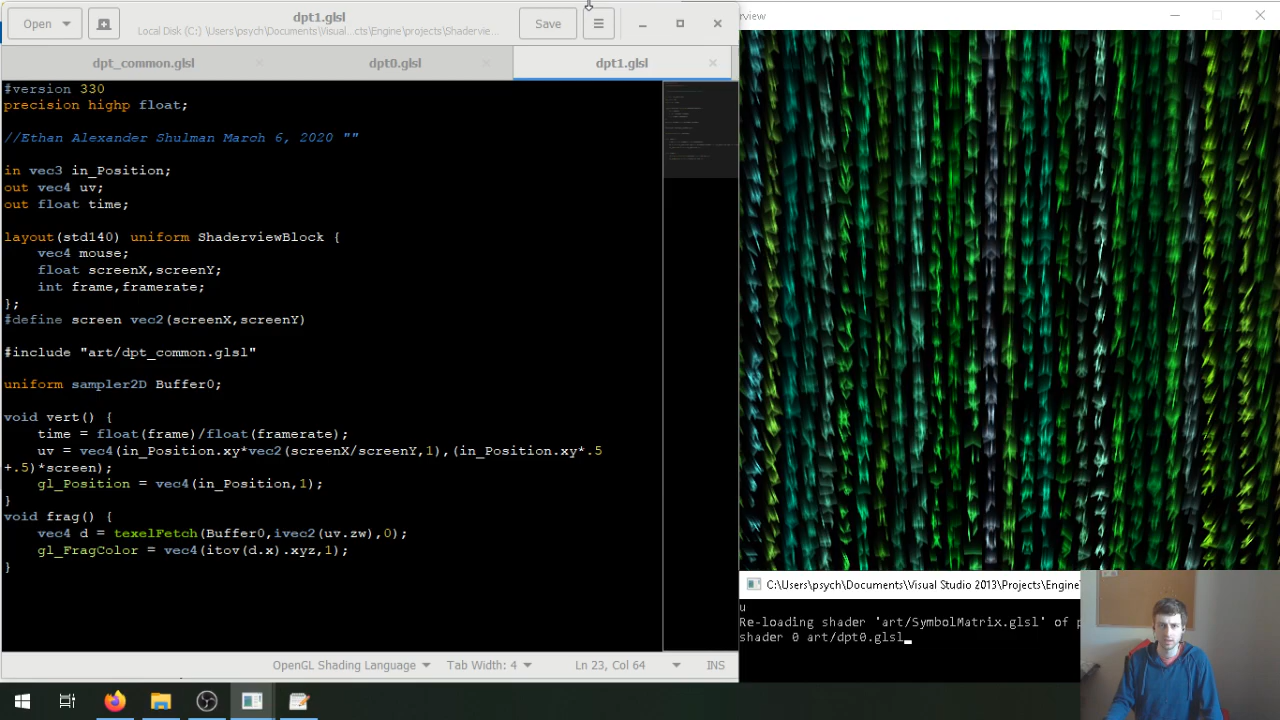 Open
dpt1.glsl
Local Disk (C:) \Users/psych/Documents/Visual ...cts/Engine/projects/Shadervie...
Save
rview
dpt_common.glsl
dpt0.glsl
dpt1.glsl
#version 330
precision highp float;
//Ethan Alexander Shulman March 6, 2020 ""
in vec3 in_Position;
out vec4 uv;
out float time;
layout(std140) uniform ShaderviewBlock {
vec4 mouse;
float screenX,screenY;
int frame,framerate;
};
#define screen vec2(screenX,screenY)
#include "art/dpt_common.glsl"
uniform sampler2D Buffer0;
void vert() {
time = float(frame)/float(framerate);
uv = vec4(in_Position.xy*vec2(screenX/screenY,1),(in_Position.xy*.5
+.5)*screen);
gl_Position = vec4(in_Position,1);
}
void frag() {
vec4 d = texelFetch(Buffer0,ivec2(uv.zw),0);
gl_FragColor = vec4(itov(d.x).xyz,1);
}
OpenGL Shading Language
Tab Width: 4
Ln 23, Col 64
INS
C:\Users\psych\Documents\Visual Studio 2013\Projects\Engine\
u
Re-loading shader 'art/SymbolMatrix.glsl' of p
shader 0 art/dpt0.glsl